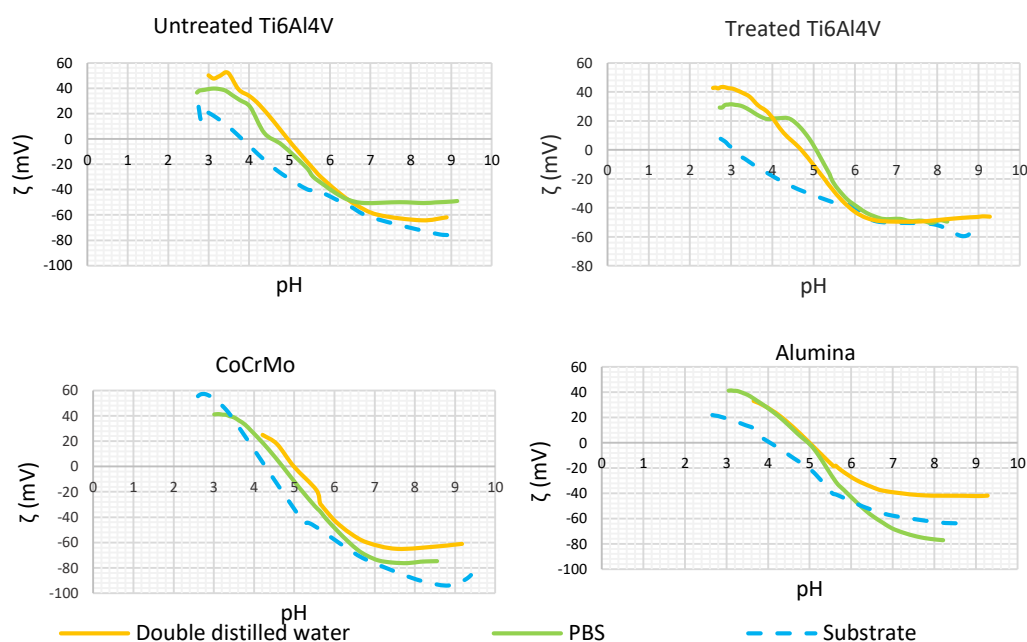 Untreated Ti6Al4V
60
40
20
0
-20
-40
-60
-80
-100
0 1 2 3 4 5 6 7 8 9 10
ζ (mV)
pH
Treated Ti6Al4V
60
40
20
0
-20
-40
-60
-80
0 1 2 3 4 5 6 7 8 9 10
ζ (mV)
pH
CoCrMo
60
40
20
0
-20
-40
-60
-80
-100
0 1 2 3 4 5 6 7 8 9 10
ζ (mV)
pH
Alumina
60
40
20
0
-20
-40
-60
-80
-100
0 1 2 3 4 5 6 7 8 9 10
ζ (mV)
pH
Double distilled water PBS Substrate